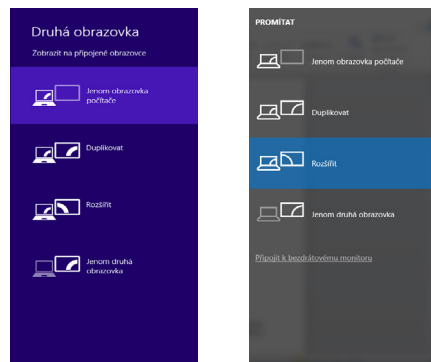 Druhá obrazovka
Zobrazit na připojené obrazovce
Jenom obrazovka
počítače
Duplikovat
Rozšířit
Jenom druhá
obrazovka
PROMÍTAT
Jenom obrazovka počítače
Duplikovat
Rozšířit
Jenom druhá obrazovka
Připojit k bezdrátovému monitoru